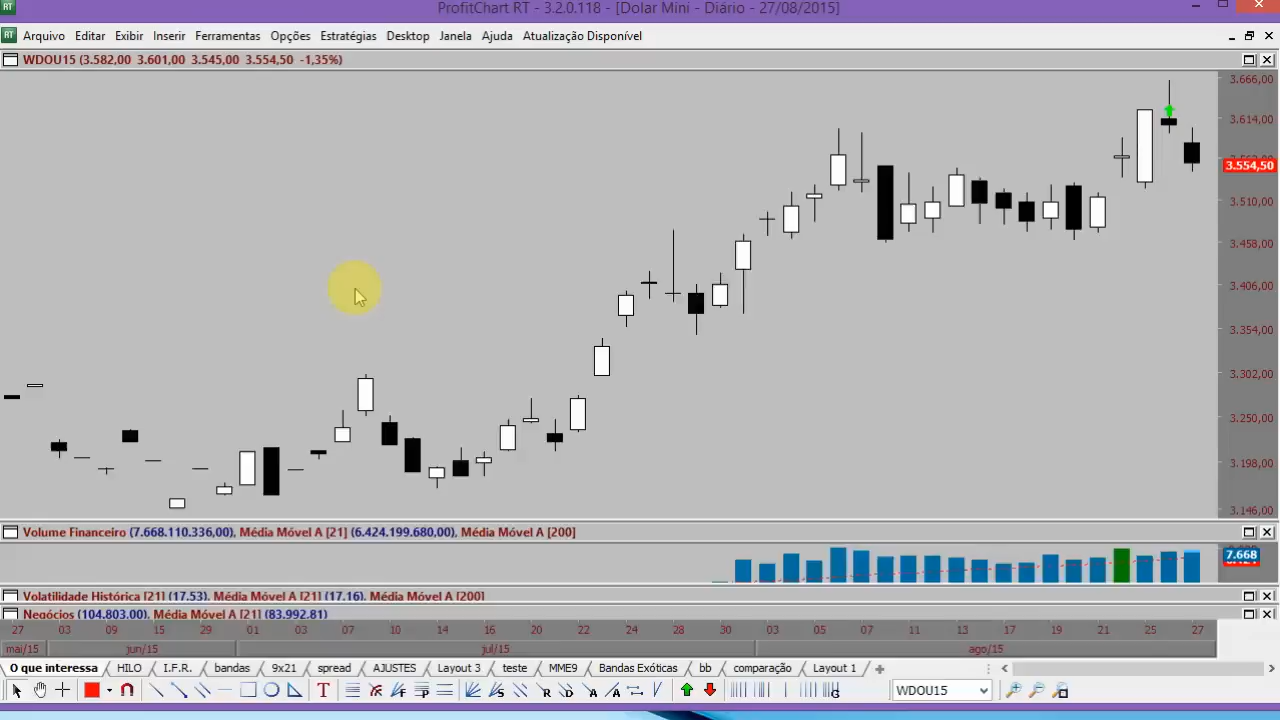 ProfitChart RT - 3.2.0.118 - [Dolar Mini - Diário - 27/08/2015]
RT Arquivo Editar Exibir Inserir Ferramentas Opções Estratégias Desktop Janela Ajuda Atualização Disponível
WDOU15 (3.582,00 3.601,00 3.545,00 3.554,50 -1,35%)
3.666,00
3.614,00
3.554,50
3.510,00
3.458,00
3.406,00
3.354,00
3.302,00
3.250,00
3.198,00
3.146,00
Volume Financeiro (7.668.110.336,00), Média Móvel A [21] (6.424.199.680,00), Média Móvel A [200]
7.668
Volatilidade Histórica [21] (17.53), Média Móvel A [21] (17.16), Média Móvel A [200]
Negócios (104.803.00), Média Móvel A [21] (83.992.81)
27 03 09 15 29 01 03 07 10 14 16 20 22 24 28 30 03 05 07 11 13 17 19 21 25 27
mai/15 jun/15 jul/15 ago/15
O que interessa HILO I.F.R. bandas 9x21 spread AJUSTES Layout 3 teste MME9 Bandas Exóticas bb comparação Layout 1
WDOU15